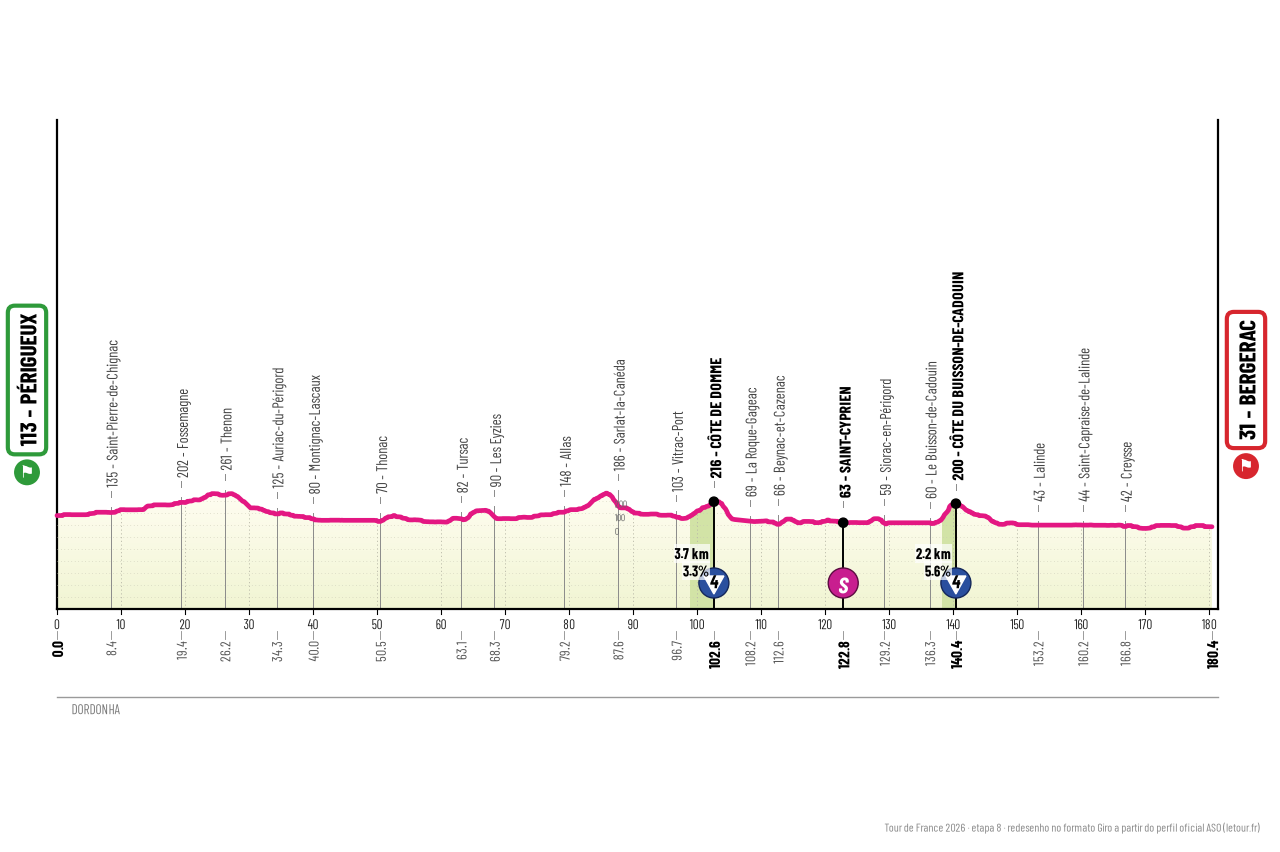 113 - PÉRIGUEUX
135 - Saint-Pierre-de-Chignac
202 - Fossemagne
261 - Thenon
125 - Auriac-du-Périgord
80 - Montignac-Lascaux
70 - Thonac
82 - Tursac
90 - Les Eyzies
148 - Allas
186 - Sarlat-la-Canéda
103 - Vitrac-Port
216 - CÔTE DE DOMME
69 - La Roque-Gageac
66 - Beynac-et-Cazenac
63 - SAINT-CYPRIEN
59 - Siorac-en-Périgord
60 - Le Buisson-de-Cadouin
200 - CÔTE DU BUISSON-DE-CADOUIN
43 - Lalinde
44 - Saint-Capraise-de-Lalinde
42 - Creysse
31 - BERGERAC
100
0
3.7 km
3.3%
4
S
2.2 km
5.6%
4
0 10 20 30 40 50 60 70 80 90 100 110 120 130 140 150 160 170 180
0.0 8.4 19.4 26.2 34.3 40.0 50.5 63.1 68.3 79.2 87.6 96.7 102.6 108.2 112.6 122.8 129.2 136.3 140.4 153.2 160.2 166.8 180.4
DORDONHA
Tour de France 2026 · etapa 8 · redesenho no formato Giro a partir do perfil oficial ASO (letour.fr)